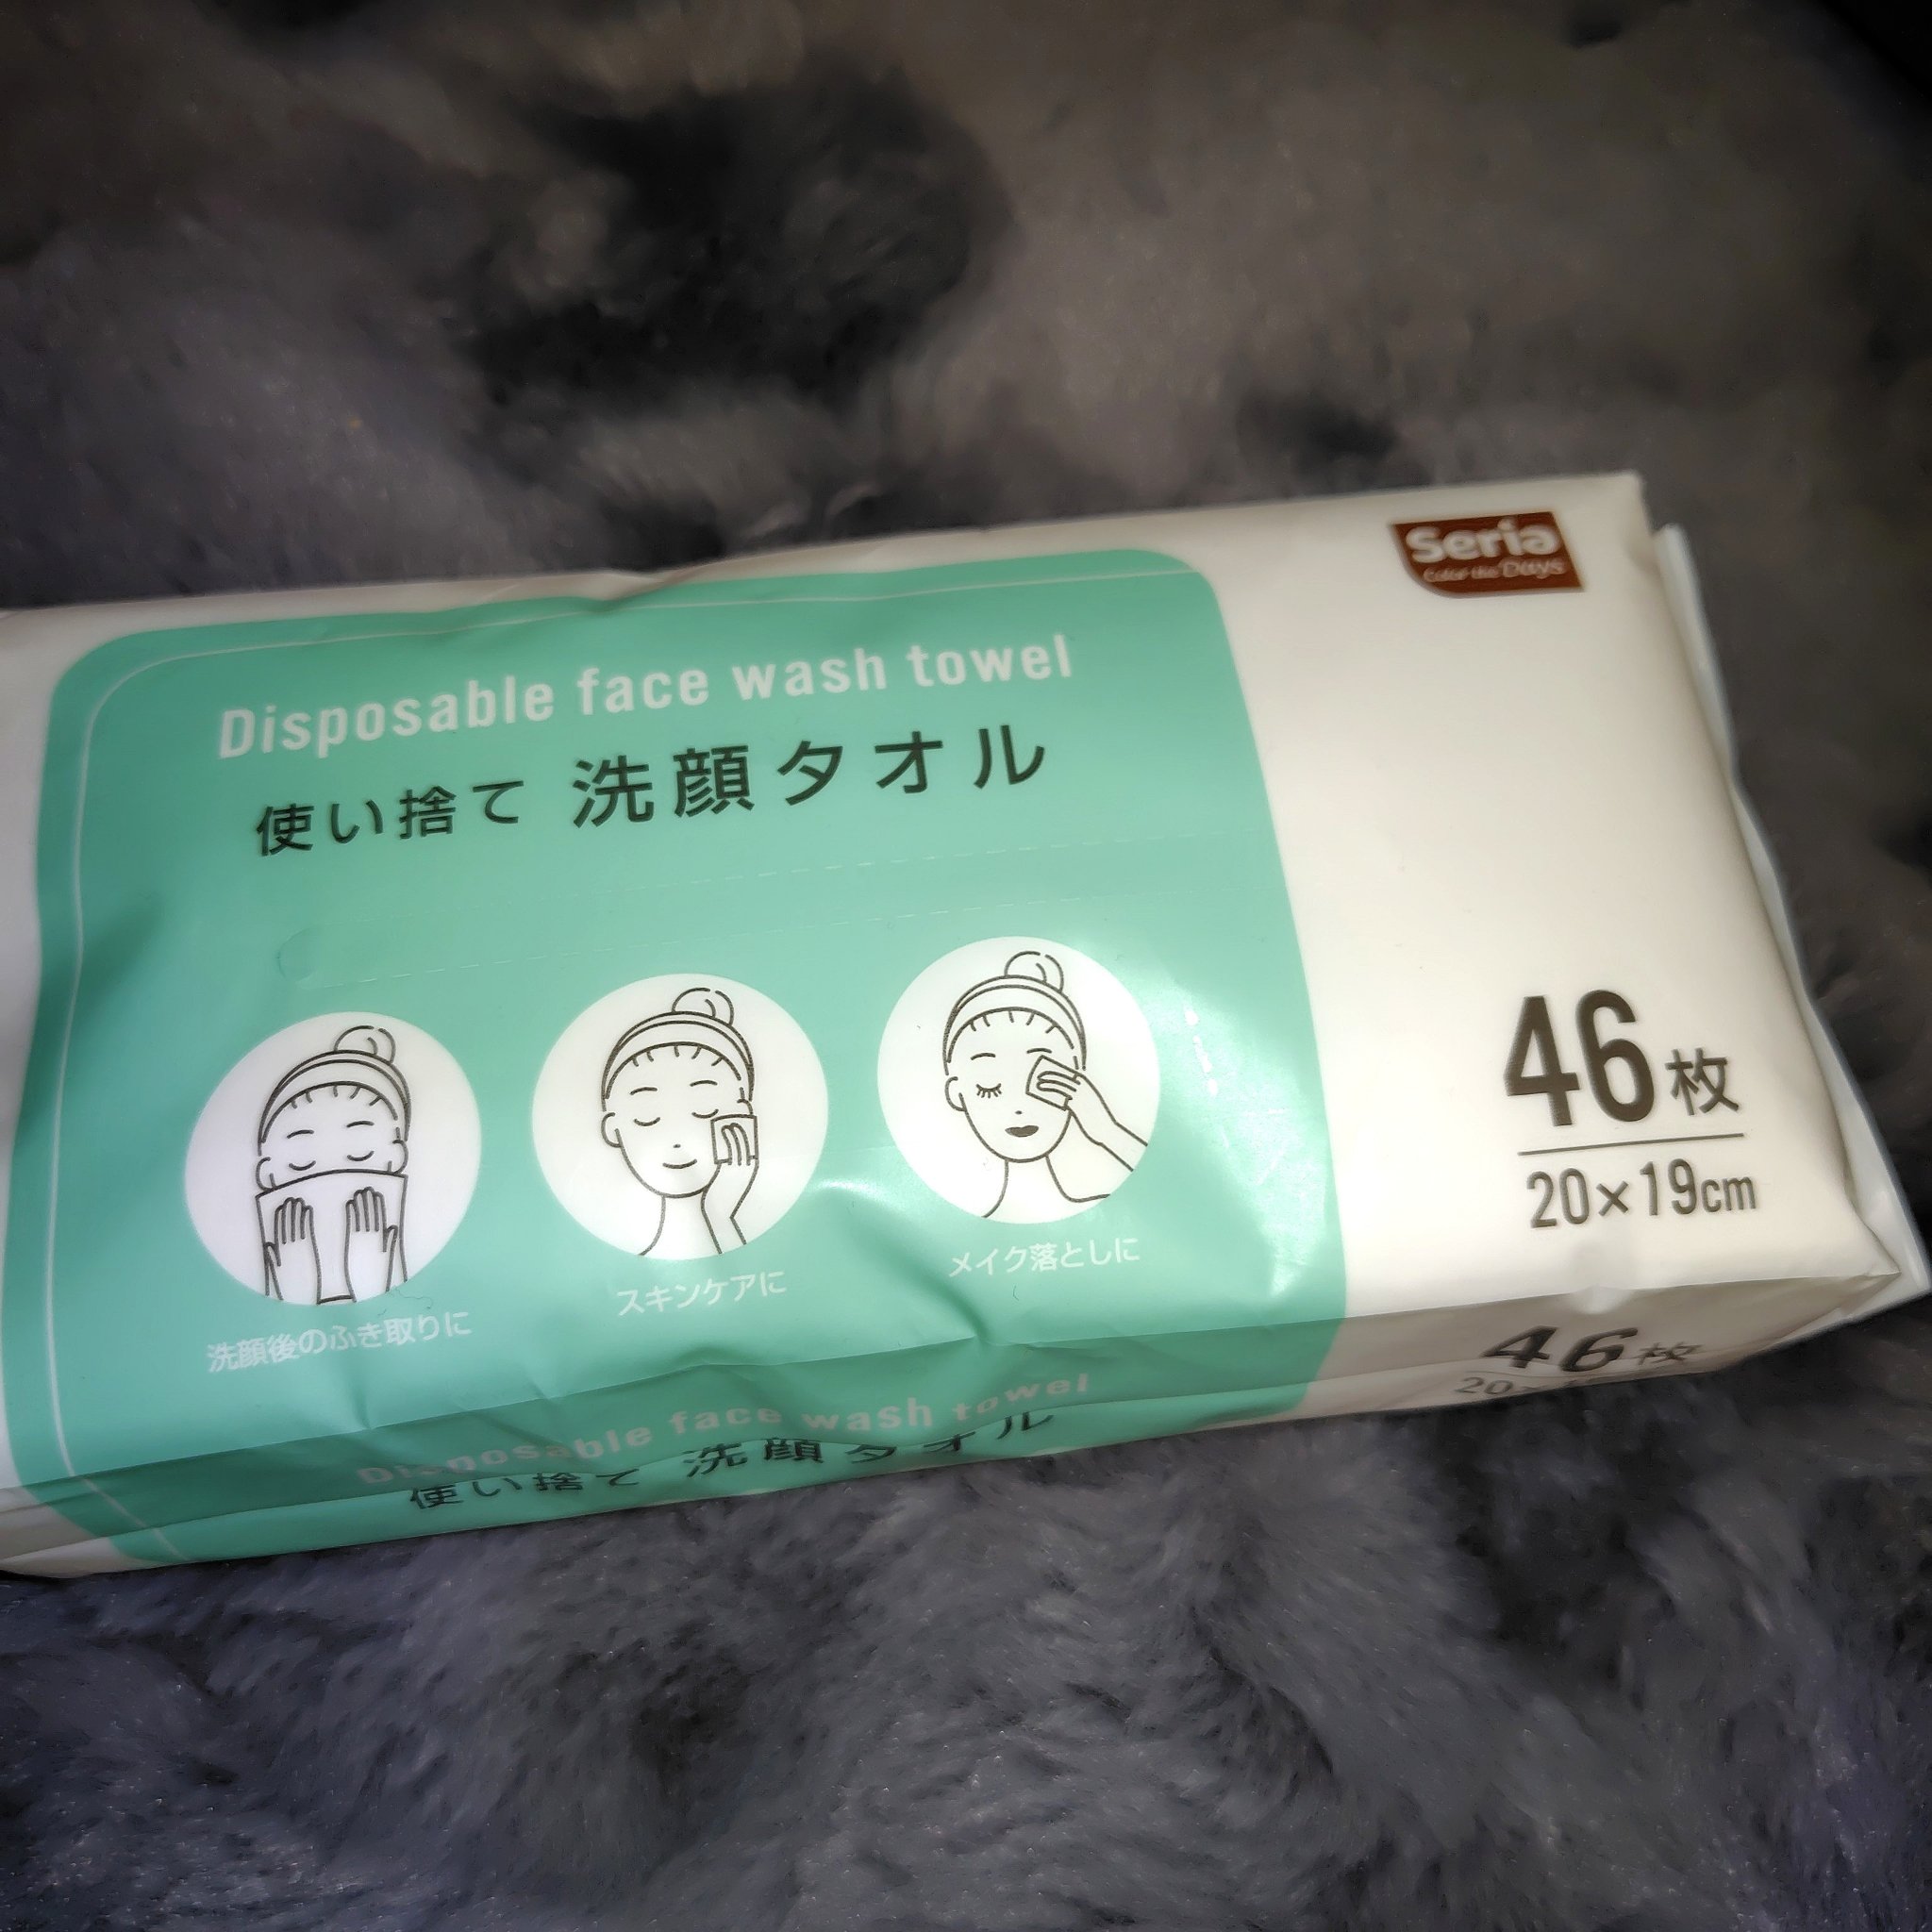 Seria
Color the Days
Disposable face wash towel
使い捨て 洗顔タオル
洗顔後のふき取りに
スキンケアに
メイク落としに
46枚
20×19cm
46枚
Disposable face wash towel
使い捨て 洗顔タオル